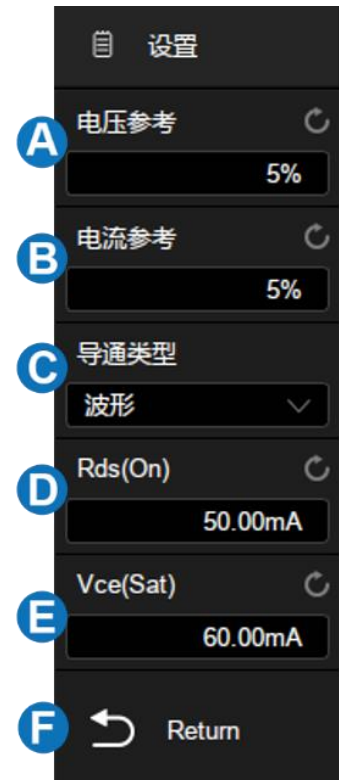 设置
A
电压参考
5%
B
电流参考
5%
C
导通类型
波形
D
Rds(On)
50.00mA
E
Vce(Sat)
60.00mA
F
Return